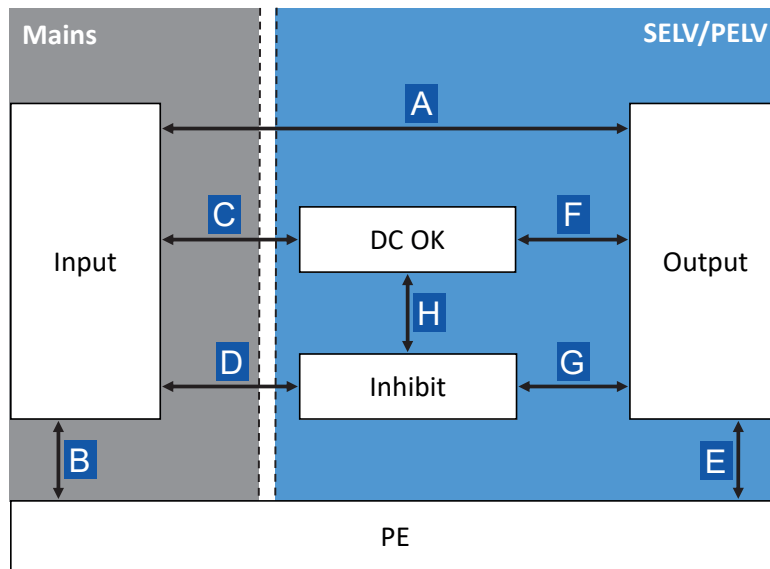 Mains
SELV/PELV
A
C
DC OK
F
Input
Output
H
D
Inhibit
G
B
E
PE